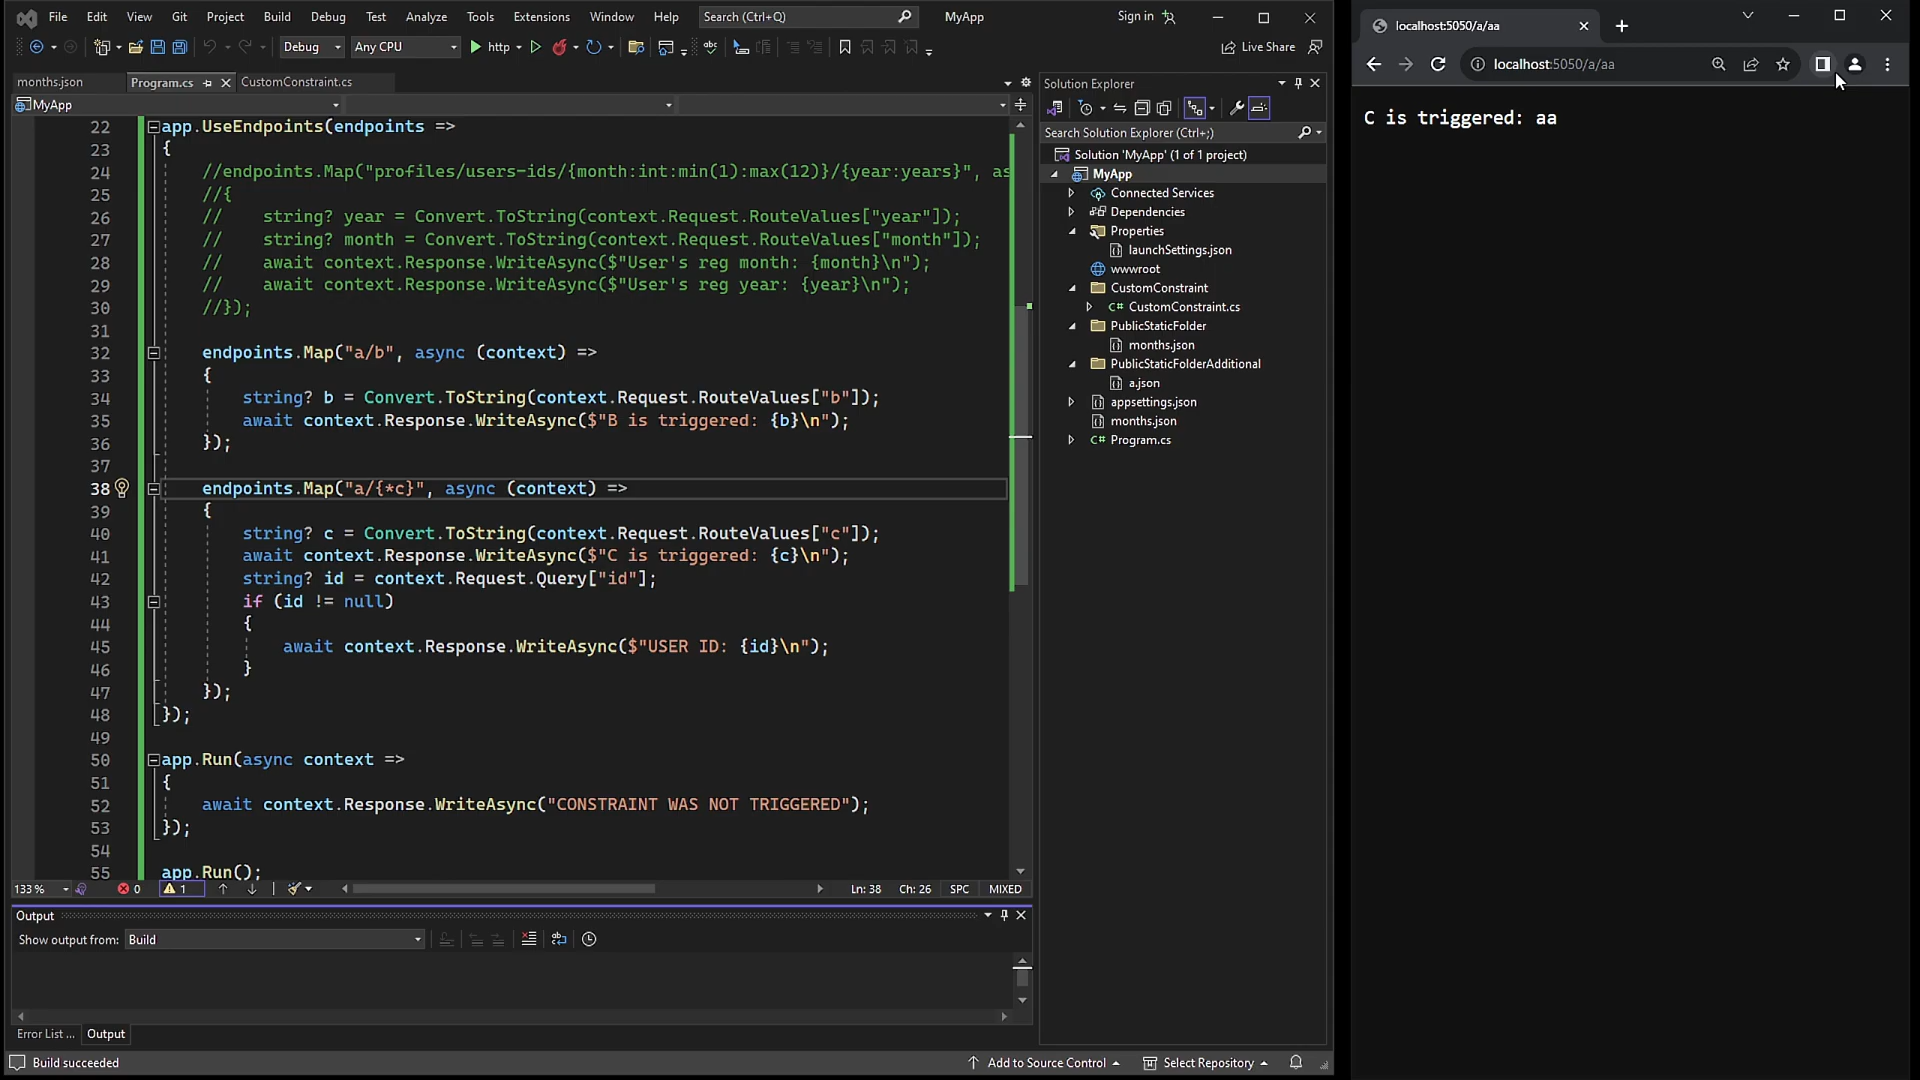 File Edit View Git Project Build Debug Test Analyze Tools Extensions Window Help Search (Ctrl+Q) MyApp Sign in
Debug Any CPU http Live Share
months.json Program.cs CustomConstraint.cs
MyApp
22 app.UseEndpoints(endpoints =>
23 {
24 //endpoints.Map("profiles/users-ids/{month:int:min(1):max(12)}/{year:years}", as
25 //{
26 // string? year = Convert.ToString(context.Request.RouteValues["year"]);
27 // string? month = Convert.ToString(context.Request.RouteValues["month"]);
28 // await context.Response.WriteAsync($"User's reg month: {month}\n");
29 // await context.Response.WriteAsync($"User's reg year: {year}\n");
30 //});
31
32 endpoints.Map("a/b", async (context) =>
33 {
34 string? b = Convert.ToString(context.Request.RouteValues["b"]);
35 await context.Response.WriteAsync($"B is triggered: {b}\n");
36 });
37
38 endpoints.Map("a/{*c}", async (context) =>
39 {
40 string? c = Convert.ToString(context.Request.RouteValues["c"]);
41 await context.Response.WriteAsync($"C is triggered: {c}\n");
42 string? id = context.Request.Query["id"];
43 if (id != null)
44 {
45 await context.Response.WriteAsync($"USER ID: {id}\n");
46 }
47 });
48 });
49
50 app.Run(async context =>
51 {
52 await context.Response.WriteAsync("CONSTRAINT WAS NOT TRIGGERED");
53 });
54
55 app.Run();
133 % 0 1 Ln: 38 Ch: 26 SPC MIXED
Output
Show output from: Build
Error List ... Output
Build succeeded Add to Source Control Select Repository
Solution Explorer
Search Solution Explorer (Ctrl+;)
Solution 'MyApp' (1 of 1 project)
MyApp
Connected Services
Dependencies
Properties
launchSettings.json
wwwroot
CustomConstraint
C# CustomConstraint.cs
PublicStaticFolder
months.json
PublicStaticFolderAdditional
a.json
appsettings.json
months.json
C# Program.cs
localhost:5050/a/aa
localhost:5050/a/aa
C is triggered: aa